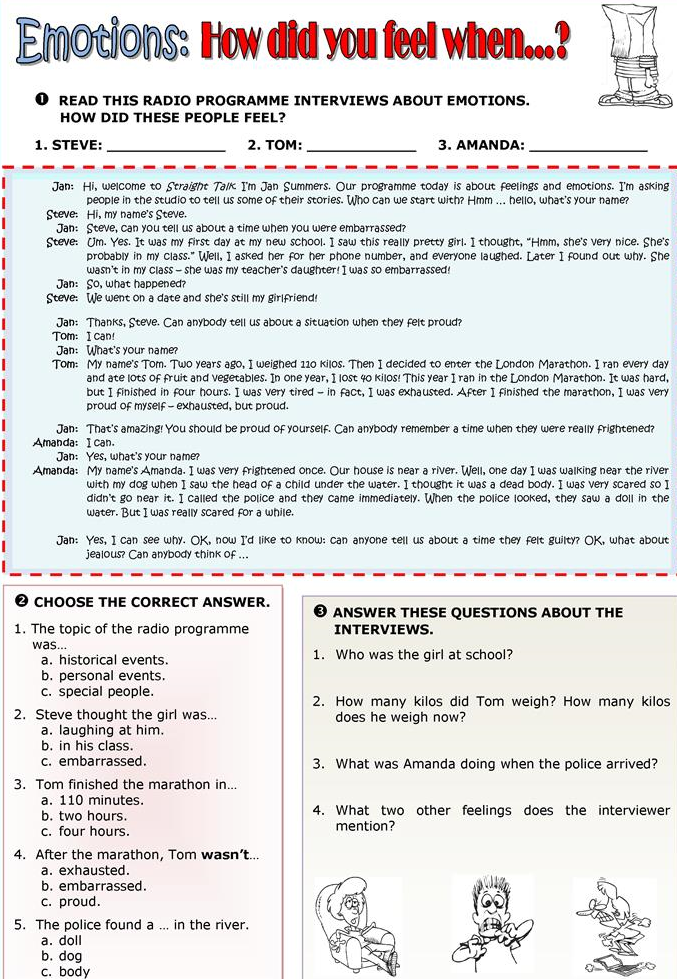 Emotions: How did you feel when...?
❶ READ THIS RADIO PROGRAMME INTERVIEWS ABOUT EMOTIONS.
HOW DID THESE PEOPLE FEEL?
1. STEVE: ______________ 2. TOM: _____________ 3. AMANDA: ______________
Jan: Hi, welcome to Straight Talk. I'm Jan Summers. Our programme today is about feelings and emotions. I'm asking
people in the studio to tell us some of their stories. Who can we start with? Hmm ... hello, what's your name?
Steve: Hi, my name's Steve.
Jan: Steve, can you tell us about a time when you were embarrassed?
Steve: Um. Yes. It was my first day at my new school. I saw this really pretty girl. I thought, "Hmm, she's very nice. She's
probably in my class." Well, I asked her for her phone number, and everyone laughed. Later I found out why. She
wasn't in my class – she was my teacher's daughter! I was so embarrassed!
Jan: So, what happened?
Steve: We went on a date and she's still my girlfriend!
Jan: Thanks, Steve. Can anybody tell us about a situation when they felt proud?
Tom: I can!
Jan: What's your name?
Tom: My name's Tom. Two years ago, I weighed 110 kilos. Then I decided to enter the London Marathon. I ran every day
and ate lots of fruit and vegetables. In one year, I lost 40 kilos! This year I ran in the London Marathon. It was hard,
but I finished in four hours. I was very tired – in fact, I was exhausted. After I finished the marathon, I was very
proud of myself – exhausted, but proud.
Jan: That's amazing! You should be proud of yourself. Can anybody remember a time when they were really frightened?
Amanda: I can.
Jan: Yes, what's your name?
Amanda: My name's Amanda. I was very frightened once. Our house is near a river. Well, one day I was walking near the river
with my dog when I saw the head of a child under the water. I thought it was a dead body. I was very scared so I
didn't go near it. I called the police and they came immediately. When the police looked, they saw a doll in the
water. But I was really scared for a while.
Jan: Yes, I can see why. OK, now I'd like to know: can anyone tell us about a time they felt guilty? OK, what about
jealous? Can anybody think of ...
❷ CHOOSE THE CORRECT ANSWER.
1. The topic of the radio programme
was...
a. historical events.
b. personal events.
c. special people.
2. Steve thought the girl was...
a. laughing at him.
b. in his class.
c. embarrassed.
3. Tom finished the marathon in...
a. 110 minutes.
b. two hours.
c. four hours.
4. After the marathon, Tom wasn't...
a. exhausted.
b. embarrassed.
c. proud.
5. The police found a ... in the river.
a. doll
b. dog
c. body
❸ ANSWER THESE QUESTIONS ABOUT THE
INTERVIEWS.
1. Who was the girl at school?
2. How many kilos did Tom weigh? How many kilos
does he weigh now?
3. What was Amanda doing when the police arrived?
4. What two other feelings does the interviewer
mention?